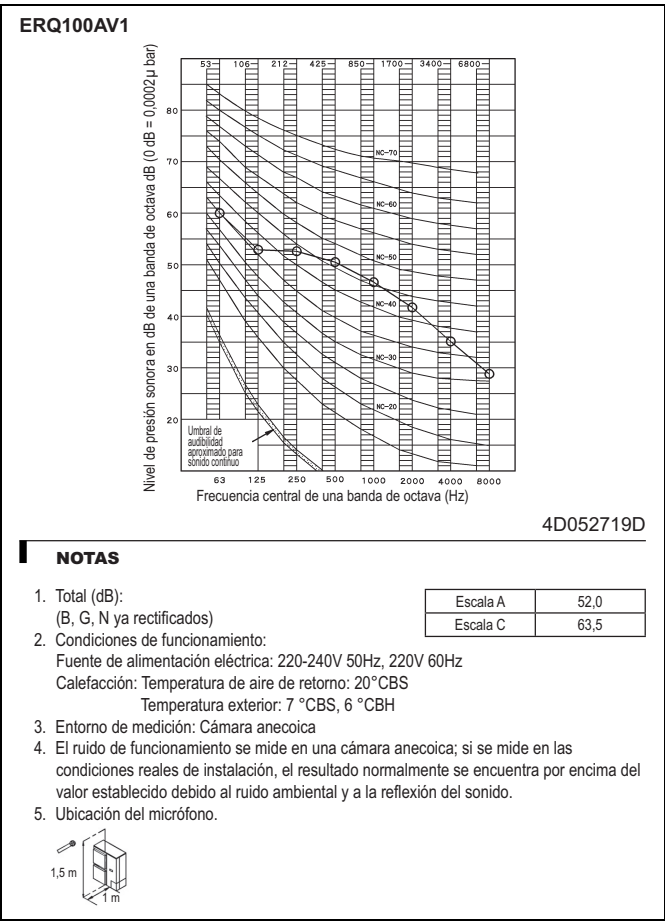 ERQ100AV1
Nivel de presión sonora en dB de una banda de octava dB (0 dB = 0,0002µ bar)
53 106 212 425 850 1700 3400 6800
80
70
60
50
40
30
20
NC-70
NC-60
NC-50
NC-40
NC-30
NC-20
Umbral de
audibilidad
aproximado para
sonido continuo
63 125 250 500 1000 2000 4000 8000
Frecuencia central de una banda de octava (Hz)
4D052719D
NOTAS
1. Total (dB):
(B, G, N ya rectificados)
Escala A 52,0
Escala C 63,5
2. Condiciones de funcionamiento:
Fuente de alimentación eléctrica: 220-240V 50Hz, 220V 60Hz
Calefacción: Temperatura de aire de retorno: 20°CBS
Temperatura exterior: 7 °CBS, 6 °CBH
3. Entorno de medición: Cámara anecoica
4. El ruido de funcionamiento se mide en una cámara anecoica; si se mide en las
condiciones reales de instalación, el resultado normalmente se encuentra por encima del
valor establecido debido al ruido ambiental y a la reflexión del sonido.
5. Ubicación del micrófono.
1,5 m
1 m